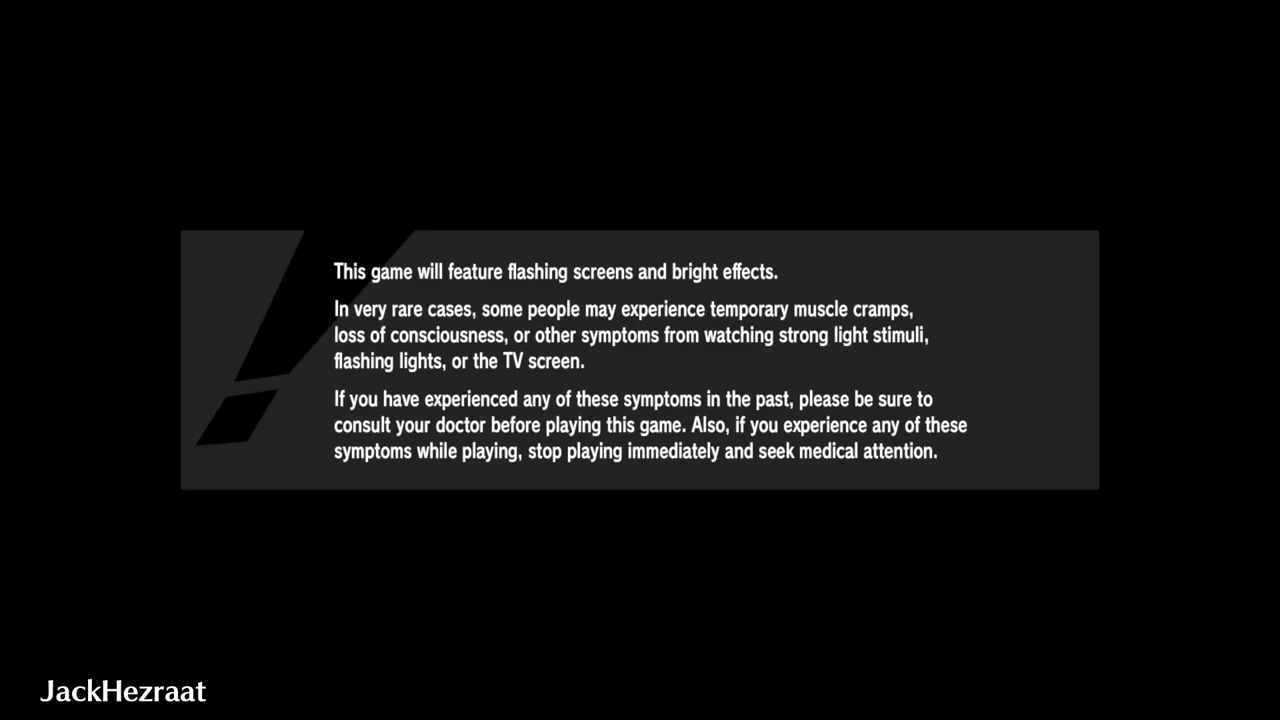 This game will feature flashing screens and bright effects.
In very rare cases, some people may experience temporary muscle cramps,
loss of consciousness, or other symptoms from watching strong light stimuli,
flashing lights, or the TV screen.
If you have experienced any of these symptoms in the past, please be sure to
consult your doctor before playing this game. Also, if you experience any of these
symptoms while playing, stop playing immediately and seek medical attention.
JackHezraat